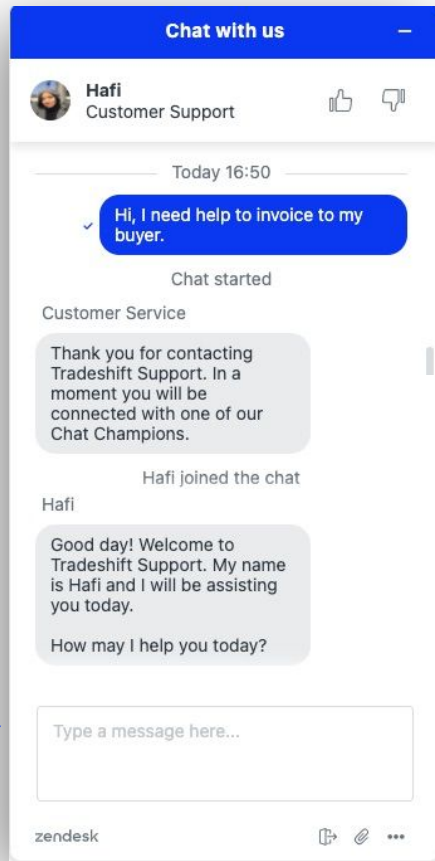 Chat with us
Hafi
Customer Support
Today 16:50
Hi, I need help to invoice to my
buyer.
Chat started
Customer Service
Thank you for contacting
Tradeshift Support. In a
moment you will be
connected with one of our
Chat Champions.
Hafi joined the chat
Hafi
Good day! Welcome to
Tradeshift Support. My name
is Hafi and I will be assisting
you today.
How may I help you today?
Type a message here...
zendesk